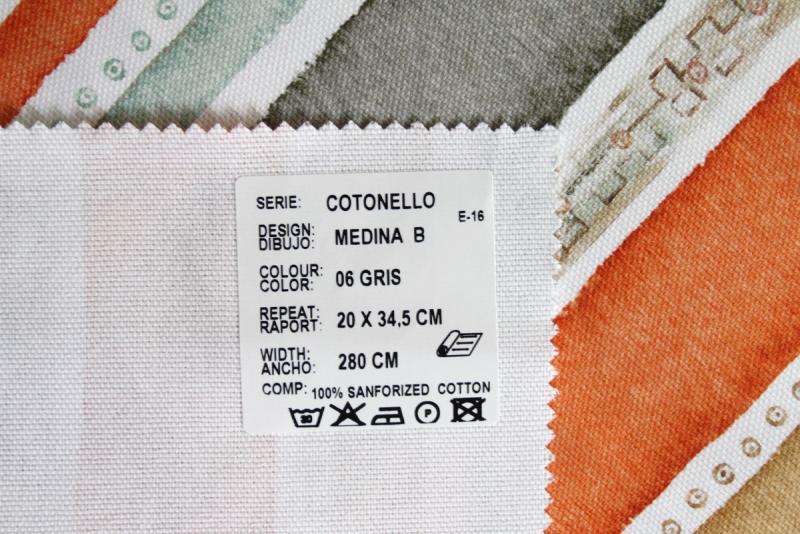 SERIE: COTONELLO
E-16
DESIGN:
DIBUJO: MEDINA B
COLOUR:
COLOR: 06 GRIS
REPEAT:
RAPORT: 20 X 34,5 CM
WIDTH:
ANCHO: 280 CM
COMP: 100% SANFORIZED COTTON
30 P